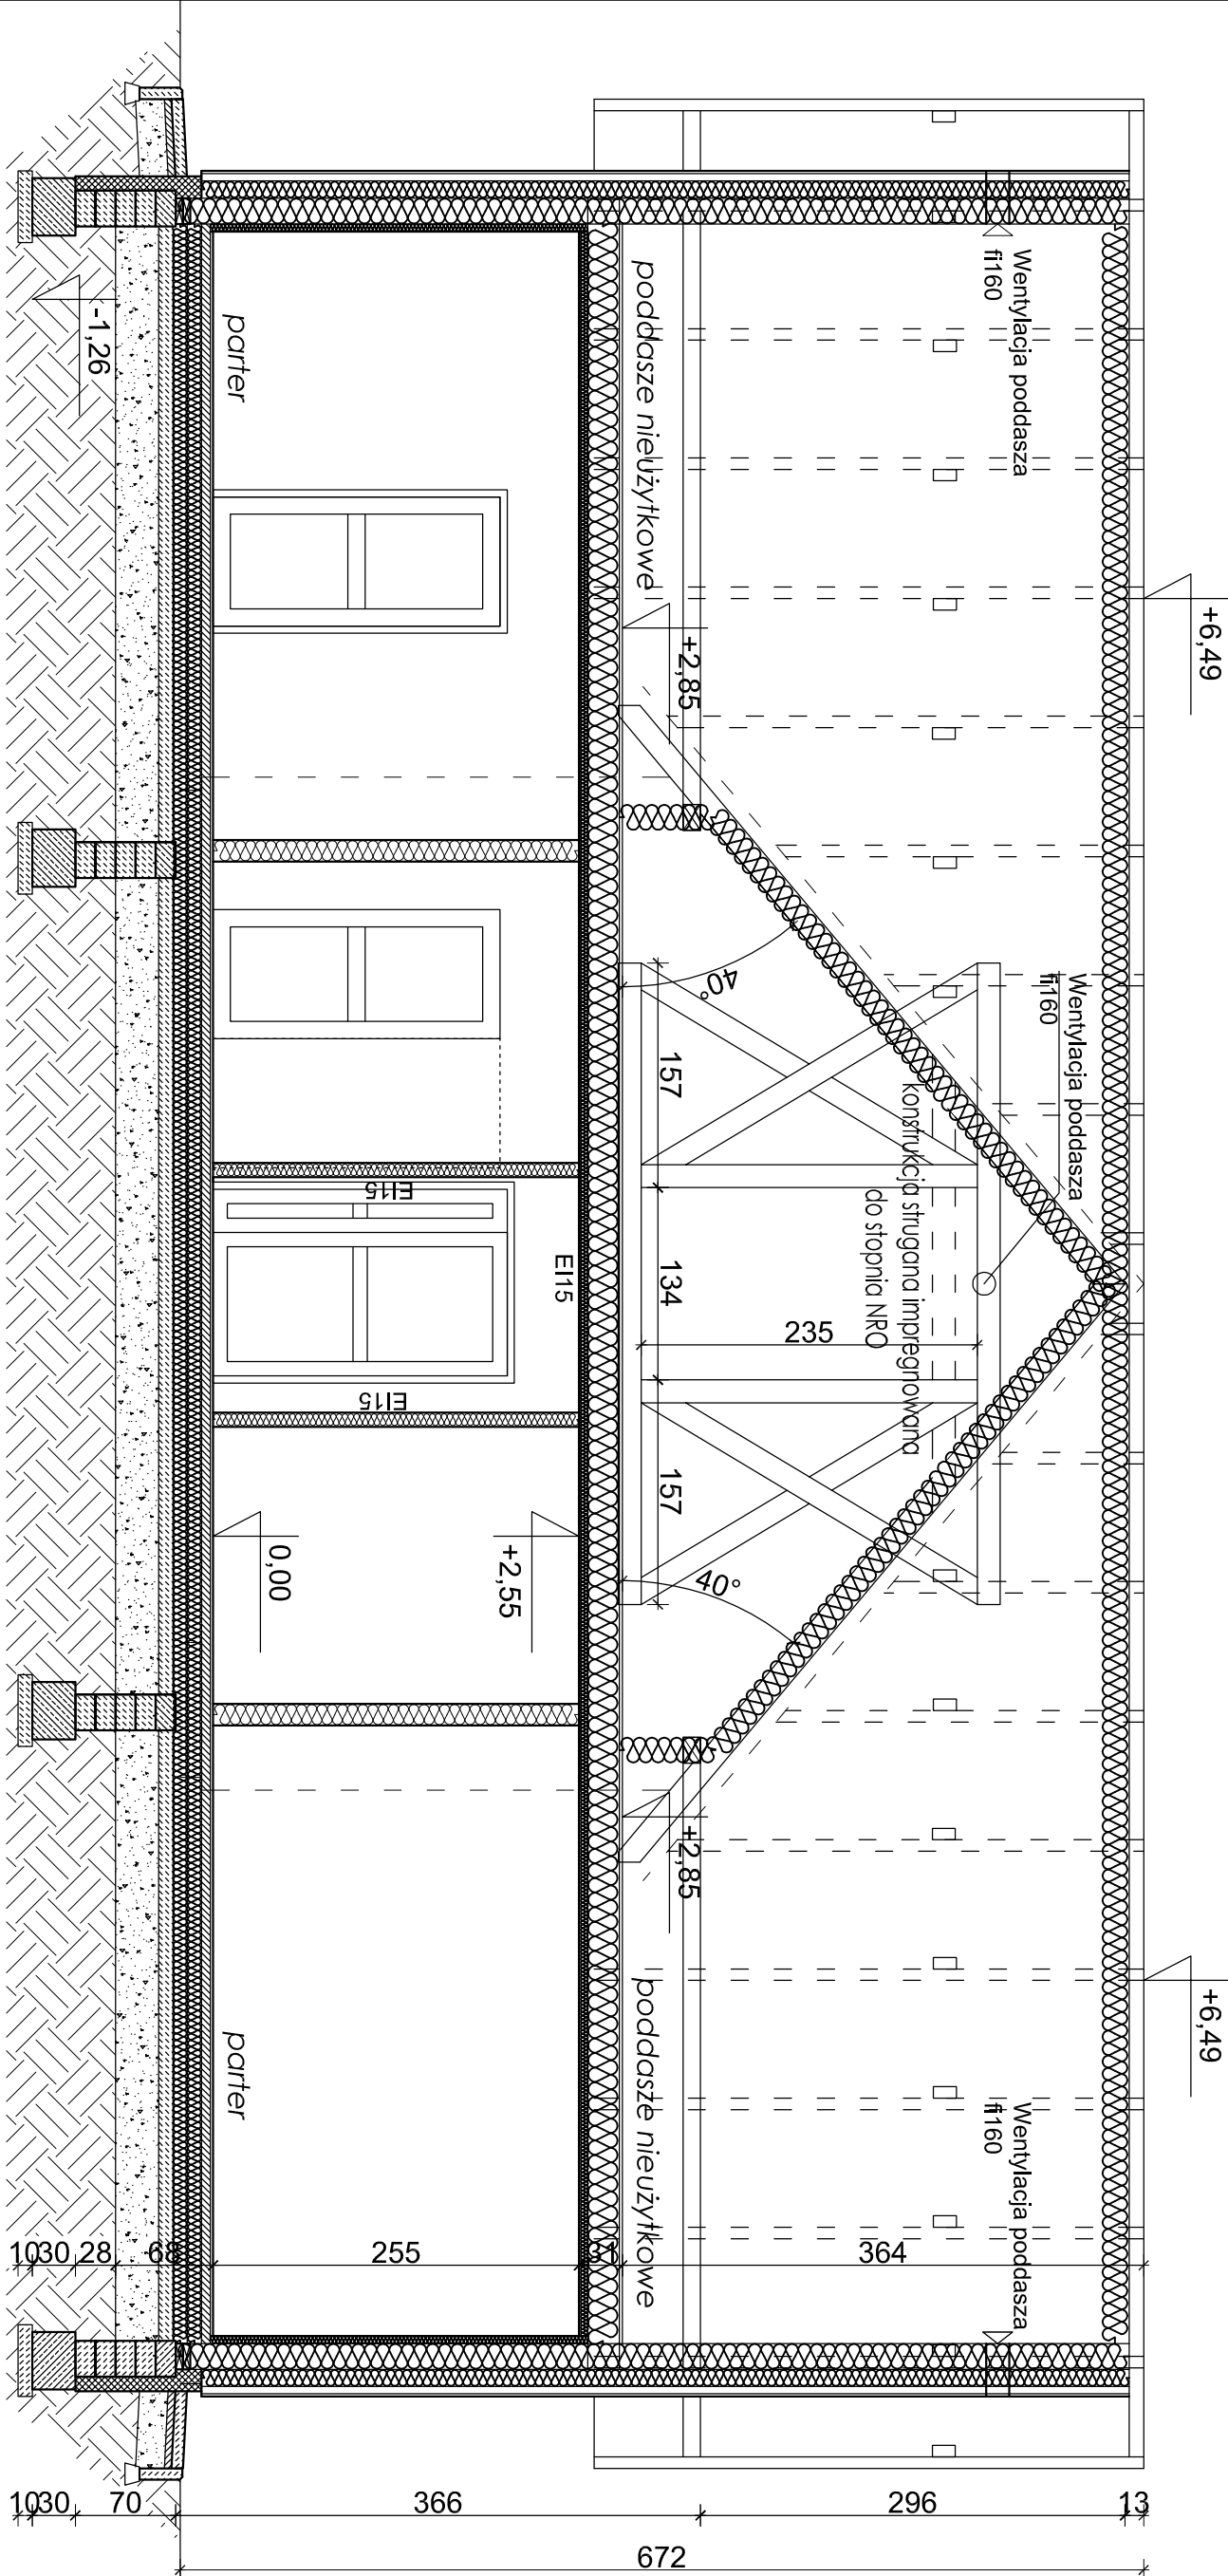 +6,49
+6,49
Wentylacja poddasza
fi160
Wentylacja poddasza
fi160
Wentylacja poddasza
fi160
Konstrukcja strugana impregnowana
do stopnia NRO
235
40°
40°
157
134
157
+2,85
+2,85
poddasze nieużytkowe
poddasze nieużytkowe
EI15
EI15
EI15
+2,55
0,00
parter
parter
-1,26
10
30
28
68
255
31
364
10
30
70
366
296
13
672